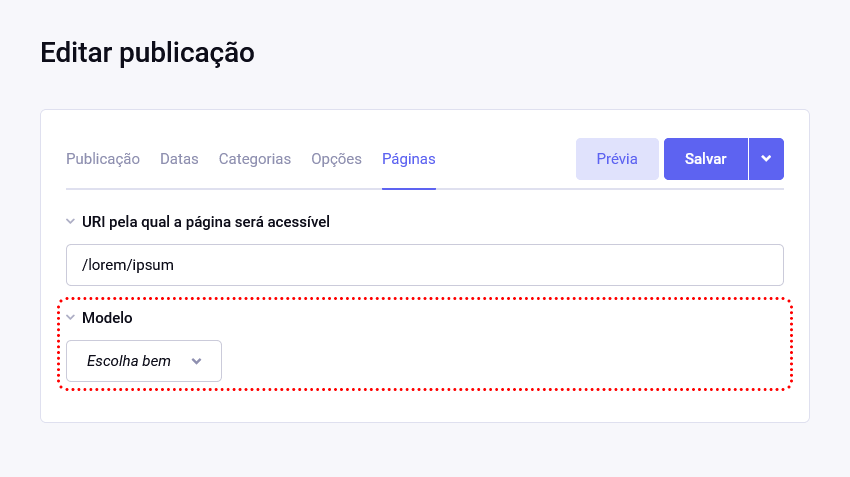 Editar publicação
Publicação Datas Categorias Opções Páginas Prévia Salvar
URI pela qual a página será acessível
/lorem/ipsum
Modelo
Escolha bem